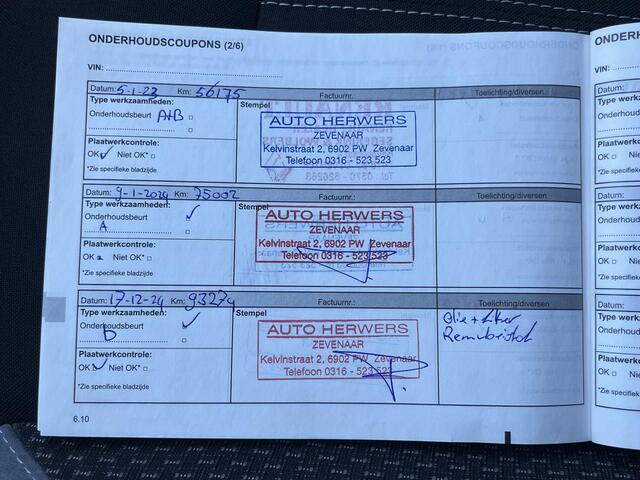 ONDERHOUDSCOUPONS (2/6)
VIN:
Datum: 5-1-23 Km: 56175 Factuurnr.: Toelichting/diversen
Type werkzaamheden: Stempel
Onderhoudsbeurt A+B
AUTO HERWERS
ZEVENAAR
Kelvinstraat 2, 6902 PW Zevenaar
Telefoon 0316 - 523 523
Plaatwerkcontrole:
OK Niet OK*
*Zie specifieke bladzijde
Datum: 9-1-2024 Km: 75002 Factuurnr.: Toelichting/diversen
Type werkzaamheden: Stempel
Onderhoudsbeurt
A
AUTO HERWERS
ZEVENAAR
Kelvinstraat 2, 6902 PW Zevenaar
Telefoon 0316 - 523 523
Plaatwerkcontrole:
OK Niet OK*
*Zie specifieke bladzijde
Datum: 17-12-24 Km: 93274 Factuurnr.: Toelichting/diversen
Type werkzaamheden: Stempel
Onderhoudsbeurt
AUTO HERWERS
ZEVENAAR
Kelvinstraat 2, 6902 PW Zevenaar
Telefoon 0316 - 523 523
Olie + filter
Plaatwerkcontrole:
OK Niet OK*
*Zie specifieke bladzijde
6.10